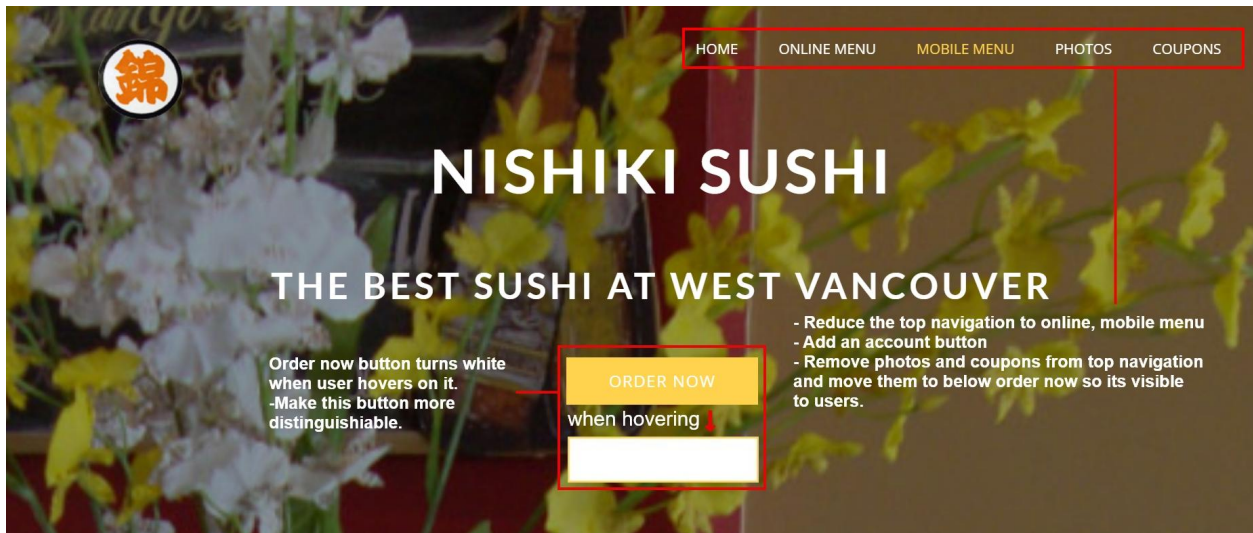 錦
HOME ONLINE MENU MOBILE MENU PHOTOS COUPONS
NISHIKI SUSHI
THE BEST SUSHI AT WEST VANCOUVER
- Reduce the top navigation to online, mobile menu
- Add an account button
- Remove photos and coupons from top navigation
and move them to below order now so its visible
to users.
Order now button turns white
when user hovers on it.
-Make this button more
distinguishiable.
ORDER NOW
when hovering